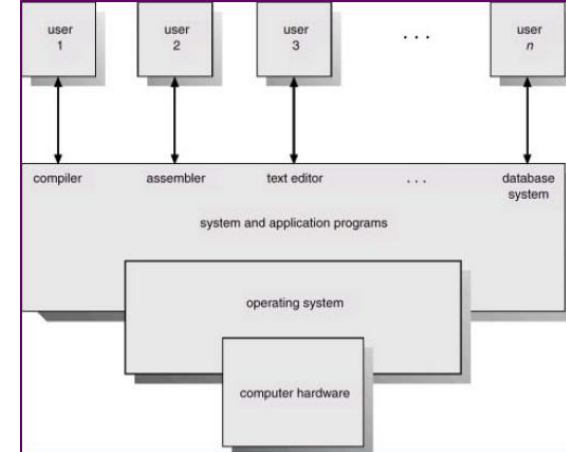 user
1
user
2
user
3
. . .
user
n
compiler
assembler
text editor
. . .
database
system
system and application programs
operating system
computer hardware